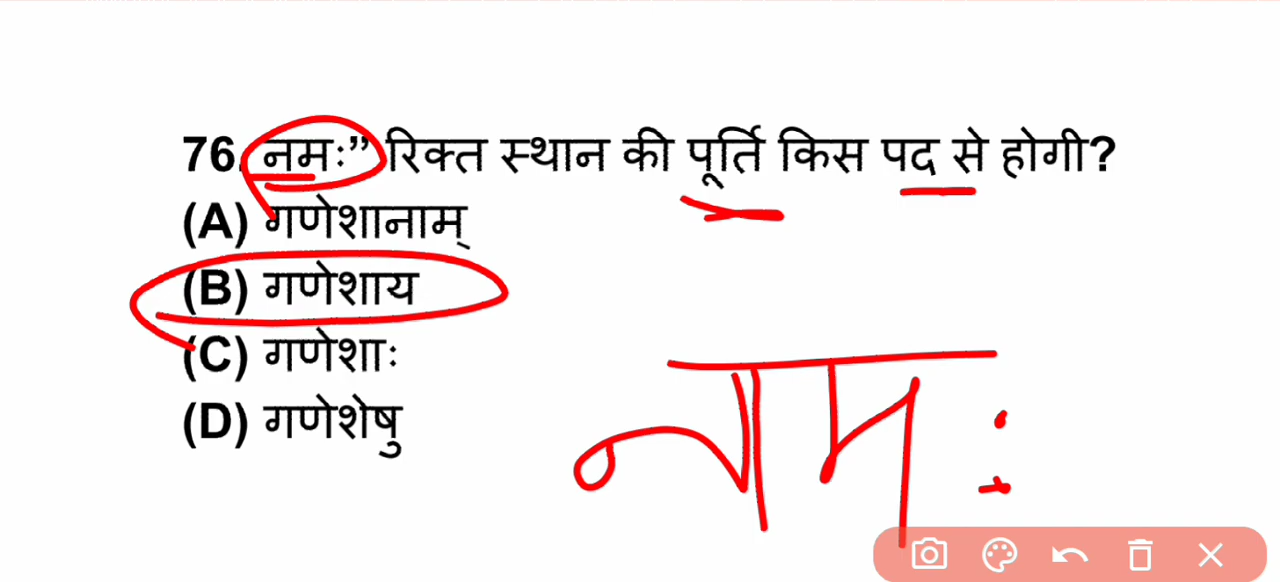 76. नमः” रिक्त स्थान की पूर्ति किस पद से होगी?
(A) गणेशानाम्
(B) गणेशाय
(C) गणेशाः
(D) गणेशेषु
नमः